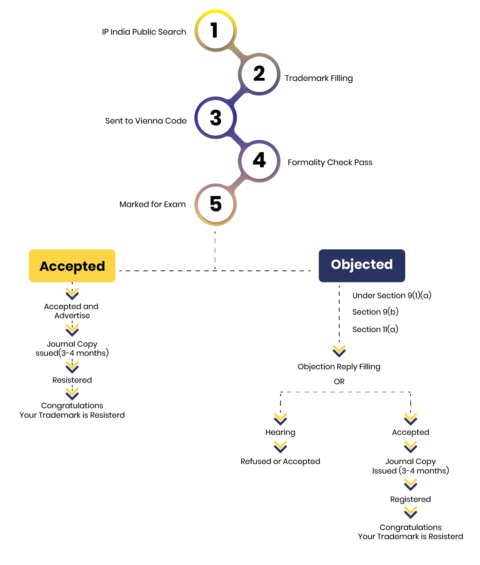 1
IP India Public Search
2
Trademark Filling
3
Sent to Vienna Code
4
Formality Check Pass
5
Marked for Exam
Accepted
Accepted and
Advertise
Journal Copy
ssued(3-4 months)
Resistered
Congratulations
Your Trademark is Resisterd
Objected
Under Section 9(1)(a)
Section 9(b)
Section 11(a)
Objection Reply Filling
OR
Hearing
Refused or Accepted
Accepted
Journal Copy
Issued (3-4 months)
Registered
Congratulations
Your Trademark is Resisterd